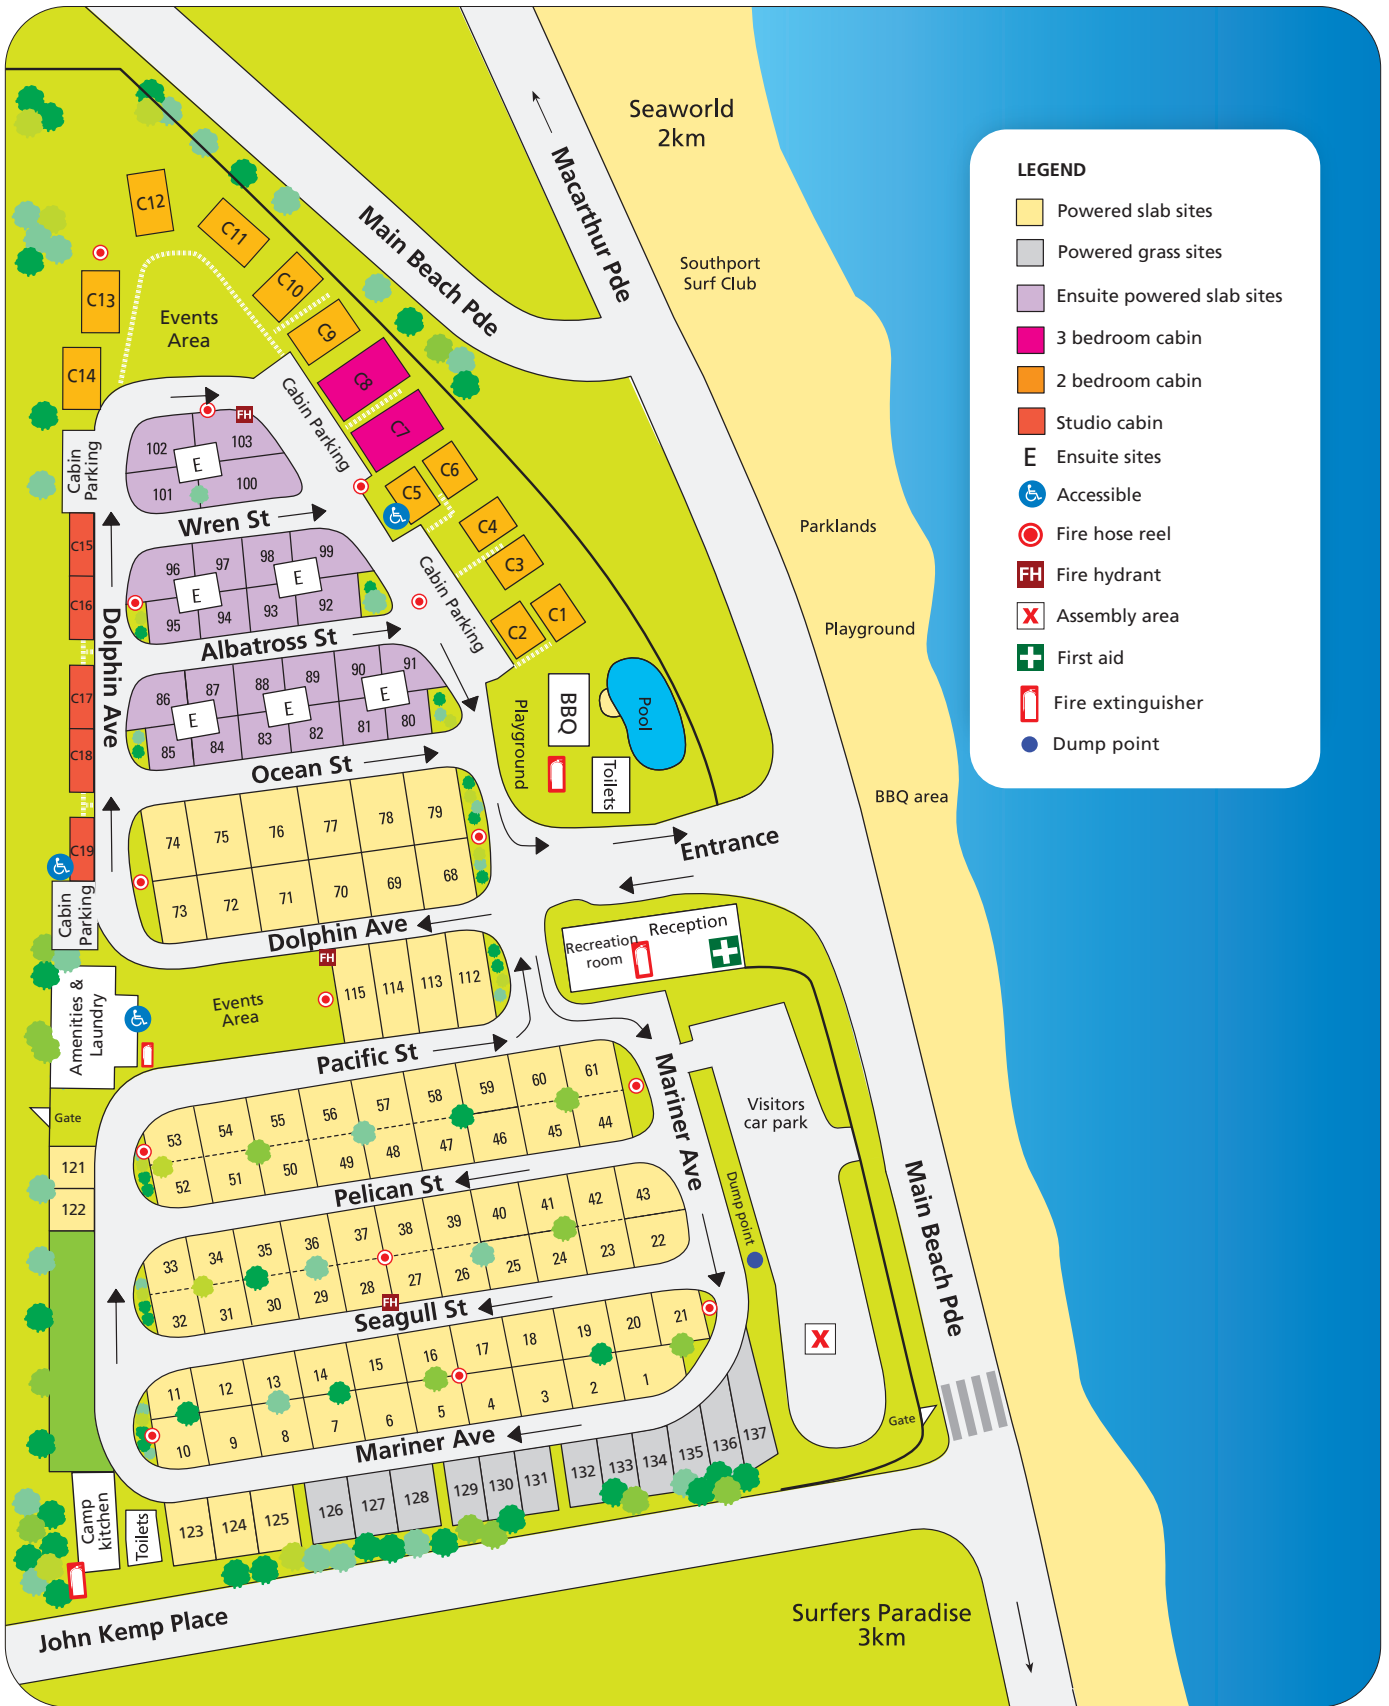 Seaworld
2km
LEGEND
Powered slab sites
Powered grass sites
Ensuite powered slab sites
3 bedroom cabin
2 bedroom cabin
Studio cabin
E Ensuite sites
Accessible
Fire hose reel
FH Fire hydrant
X Assembly area
First aid
Fire extinguisher
Dump point
Macarthur Pde
Main Beach Pde
Southport
Surf Club
Parklands
Playground
BBQ area
C12
C11
C10
C9
C13
C14
Events
Area
C8
C7
C6
C5
C4
C3
C2
C1
Cabin Parking
Cabin Parking
Cabin
Parking
FH
102
103
E
101
100
Wren St
C15
C16
C17
C18
C19
Dolphin Ave
96
97
98
99
E
E
95
94
93
92
Albatross St
86
87
88
89
90
91
E
E
E
85
84
83
82
81
80
Ocean St
Playground
BBQ
Pool
Toilets
Entrance
74
75
76
77
78
79
73
72
71
70
69
68
Cabin
Parking
Dolphin Ave
FH
115
114
113
112
Events
Area
Recreation
room
Reception
Amenities &
Laundry
Pacific St
Mariner Ave
Visitors
car park
Gate
53
54
55
56
57
58
59
60
61
52
51
50
49
48
47
46
45
44
121
122
Pelican St
Dump point
Main Beach Pde
33
34
35
36
37
38
39
40
41
42
43
32
31
30
29
28
27
26
25
24
23
22
FH
Seagull St
X
11
12
13
14
15
16
17
18
19
20
21
10
9
8
7
6
5
4
3
2
1
Mariner Ave
Gate
Camp
kitchen
Toilets
123
124
125
126
127
128
129
130
131
132
133
134
135
136
137
John Kemp Place
Surfers Paradise
3km